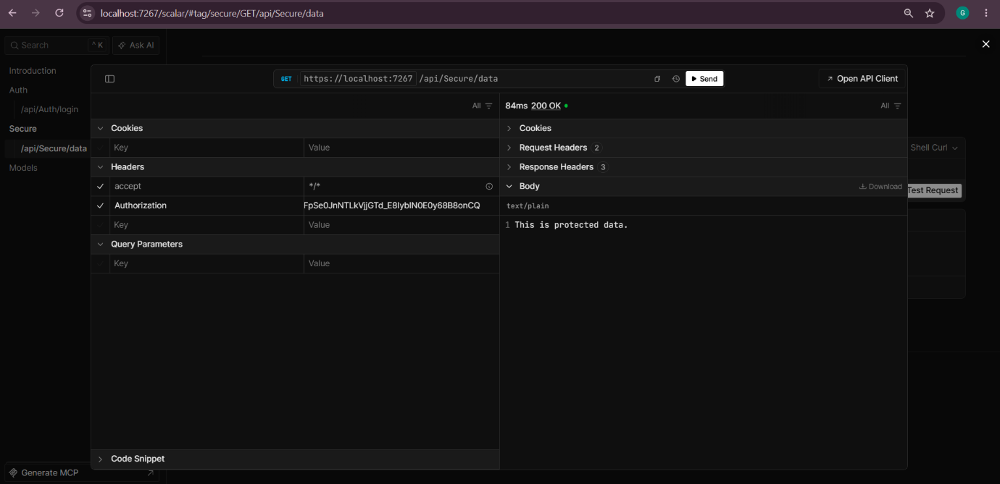 localhost:7267/scalar/#tag/secure/GET/api/Secure/data
G
Search
^ K
Ask AI
Introduction
Auth
/api/Auth/login
Secure
/api/Secure/data
Models
GET https://localhost:7267 /api/Secure/data
Send
Open API Client
All
Cookies
Key Value
Headers
accept */*
Authorization FpSe0JnNTLkVjjGTd_E8IyblN0E0y68B8onCQ
Key Value
Query Parameters
Key Value
Code Snippet
84ms 200 OK
All
Cookies
Request Headers 2
Response Headers 3
Body
Download
text/plain
1 This is protected data.
Shell Curl
Test Request
Generate MCP